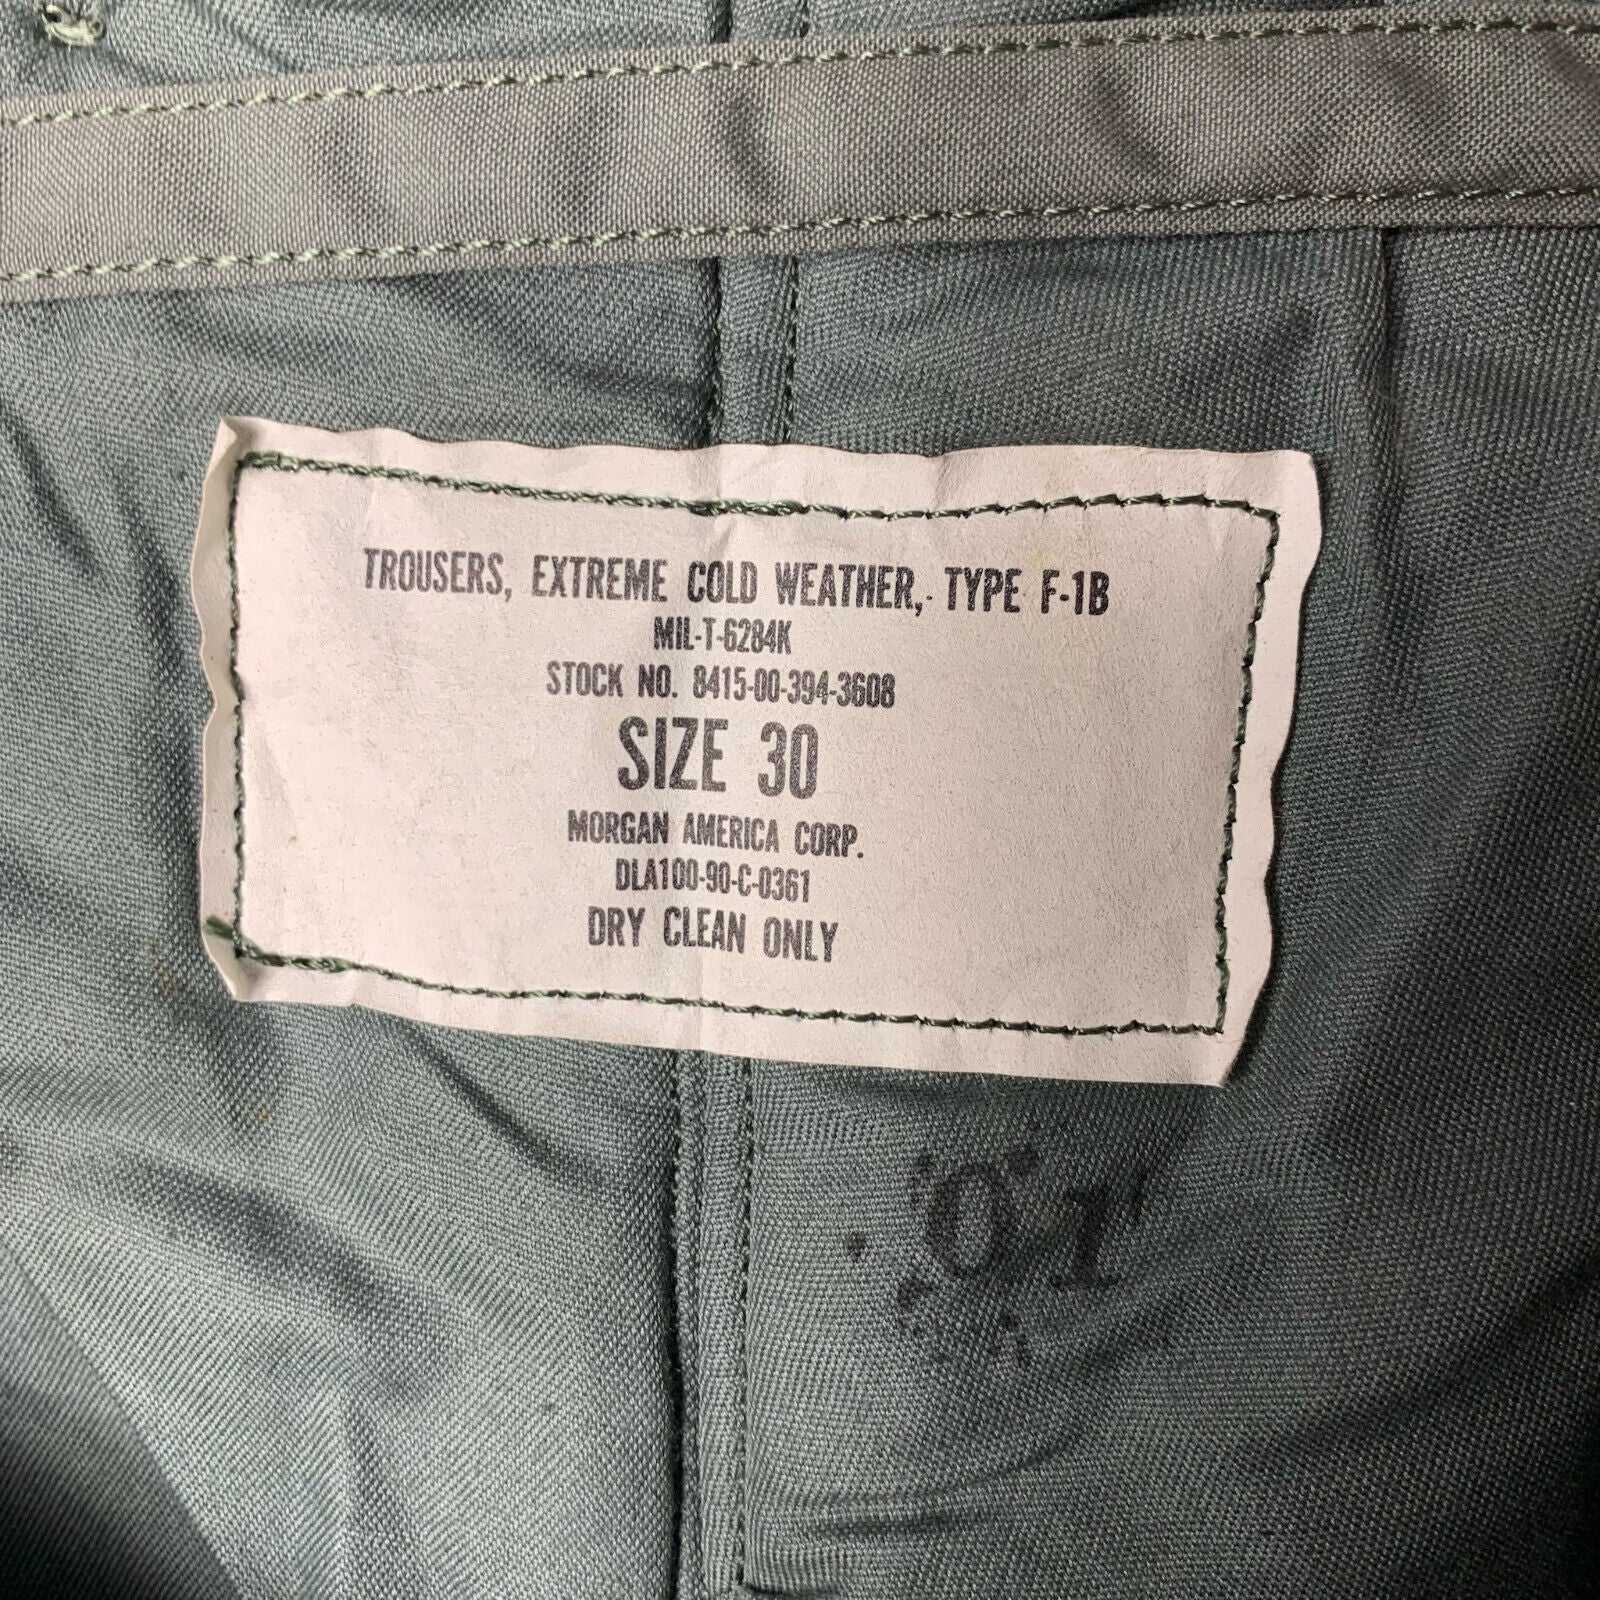 TROUSERS, EXTREME COLD WEATHER, TYPE F-1B
MIL-T-6284K
STOCK NO. 8415-00-394-3608
SIZE 30
MORGAN AMERICA CORP.
DLA100-90-C-0361
DRY CLEAN ONLY
01